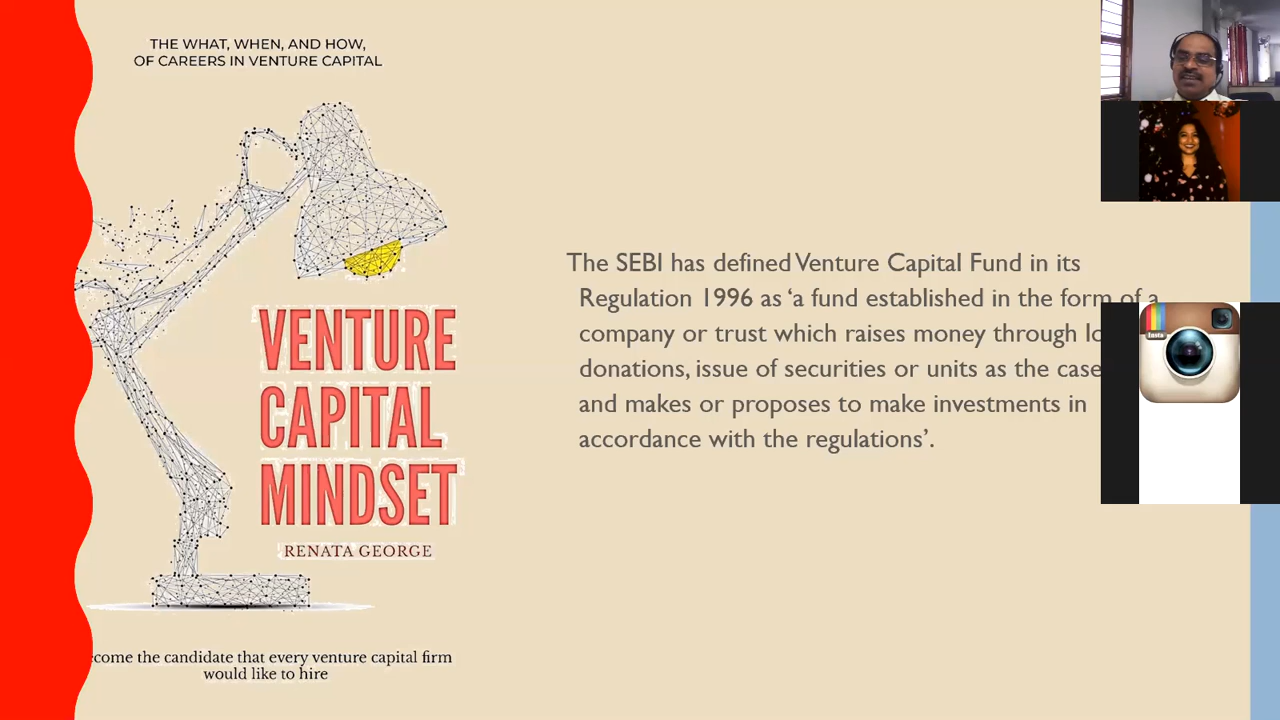 THE WHAT, WHEN, AND HOW,
OF CAREERS IN VENTURE CAPITAL
VENTURE
CAPITAL
MINDSET
RENATA GEORGE
come the candidate that every venture capital firm
would like to hire
The SEBI has defined Venture Capital Fund in its
Regulation 1996 as ‘a fund established in the form of a
company or trust which raises money through lo
donations, issue of securities or units as the case
and makes or proposes to make investments in
accordance with the regulations’.
Insta